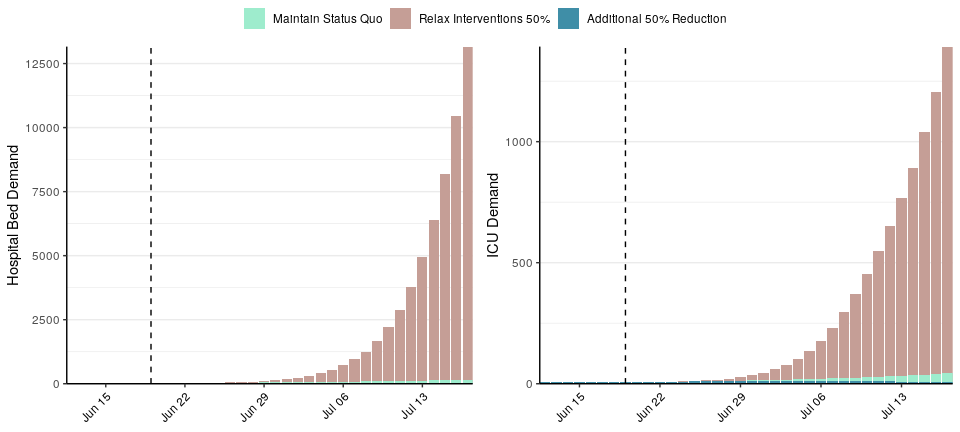 Maintain Status Quo Relax Interventions 50% Additional 50% Reduction
Hospital Bed Demand
12500
10000
7500
5000
2500
0
Jun 15 Jun 22 Jun 29 Jul 06 Jul 13
ICU Demand
1000
500
0
Jun 15 Jun 22 Jun 29 Jul 06 Jul 13